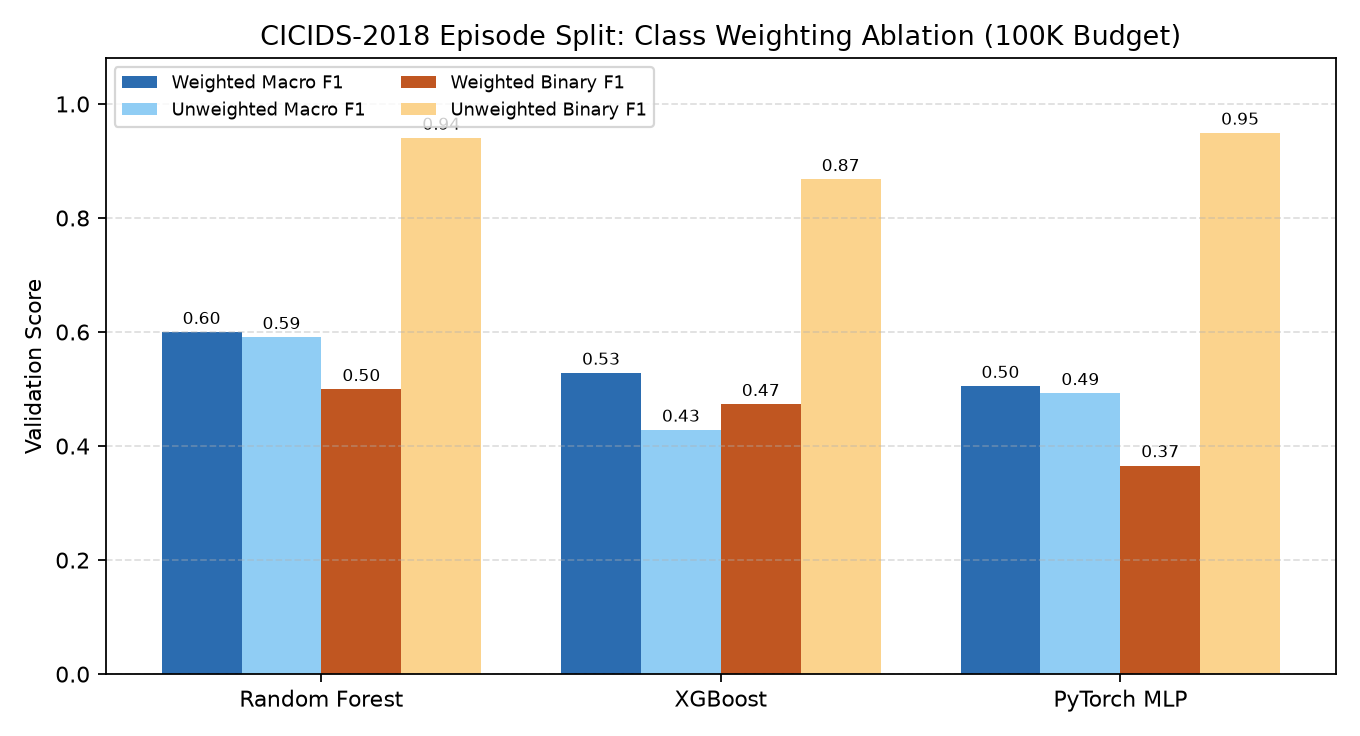 CICIDS-2018 Episode Split: Class Weighting Ablation (100K Budget)
Weighted Macro F1
Unweighted Macro F1
Weighted Binary F1
Unweighted Binary F1
Validation Score
1.0
0.8
0.6
0.4
0.2
0.0
0.60
0.59
0.50
0.94
0.53
0.43
0.47
0.87
0.50
0.49
0.37
0.95
Random Forest
XGBoost
PyTorch MLP